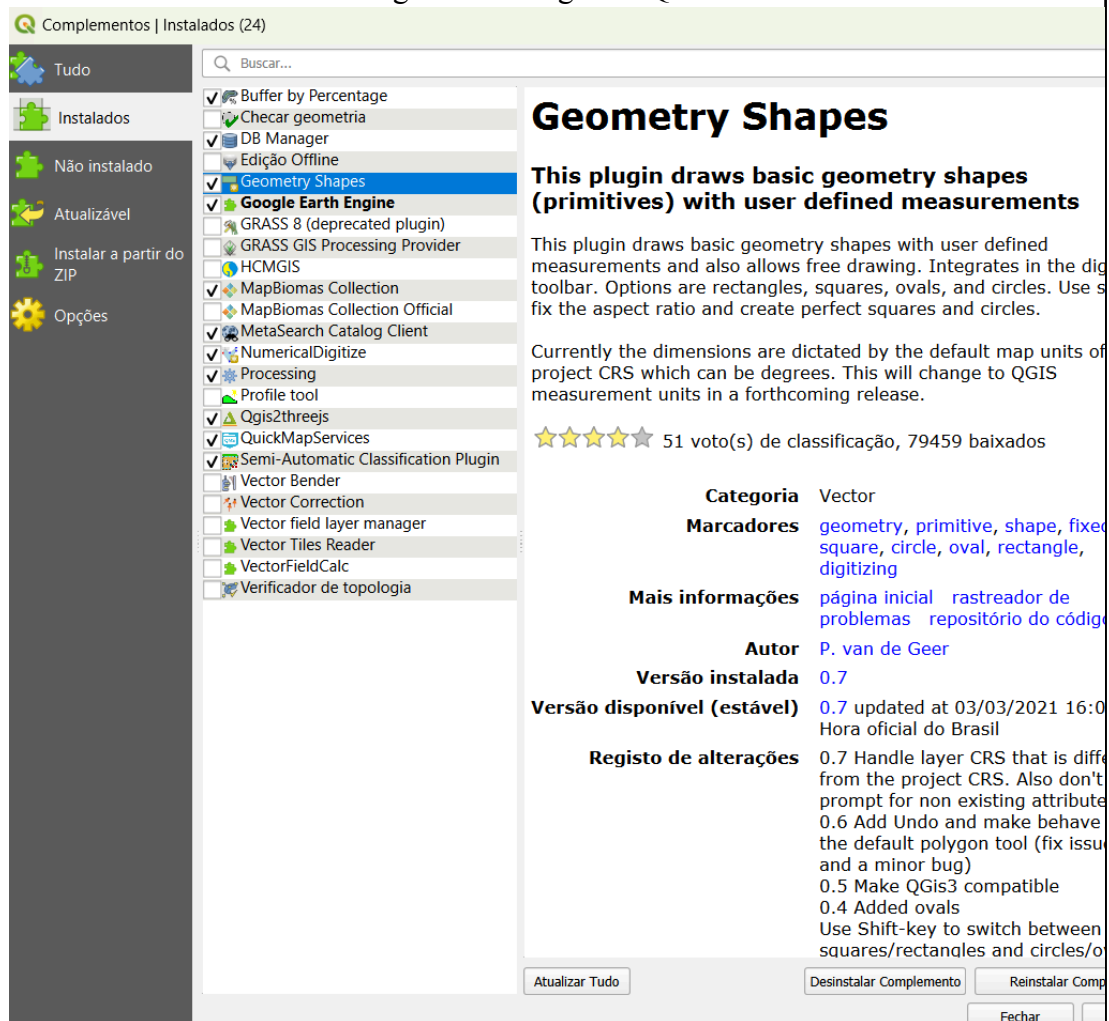 Complementos | Instalados (24)
Tudo
Instalados
Não instalado
Atualizável
Instalar a partir do
ZIP
Opções
Buscar...
Buffer by Percentage
Checar geometria
DB Manager
Edição Offline
Geometry Shapes
Google Earth Engine
GRASS 8 (deprecated plugin)
GRASS GIS Processing Provider
HCMGIS
MapBiomas Collection
MapBiomas Collection Official
MetaSearch Catalog Client
NumericalDigitize
Processing
Profile tool
Qgis2threejs
QuickMapServices
Semi-Automatic Classification Plugin
Vector Bender
Vector Correction
Vector field layer manager
Vector Tiles Reader
VectorFieldCalc
Verificador de topologia
Geometry Shapes
This plugin draws basic geometry shapes
(primitives) with user defined measurements
This plugin draws basic geometry shapes with user defined
measurements and also allows free drawing. Integrates in the dig
toolbar. Options are rectangles, squares, ovals, and circles. Use s
fix the aspect ratio and create perfect squares and circles.
Currently the dimensions are dictated by the default map units of
project CRS which can be degrees. This will change to QGIS
measurement units in a forthcoming release.
51 voto(s) de classificação, 79459 baixados
Categoria Vector
Marcadores geometry, primitive, shape, fixed
square, circle, oval, rectangle,
digitizing
Mais informações página inicial rastreador de
problemas repositório do código
Autor P. van de Geer
Versão instalada 0.7
Versão disponível (estável) 0.7 updated at 03/03/2021 16:0
Hora oficial do Brasil
Registo de alterações 0.7 Handle layer CRS that is diffe
from the project CRS. Also don't
prompt for non existing attribute
0.6 Add Undo and make behave
the default polygon tool (fix issu
and a minor bug)
0.5 Make QGis3 compatible
0.4 Added ovals
Use Shift-key to switch between
squares/rectangles and circles/o
Atualizar Tudo
Desinstalar Complemento
Reinstalar Comp
Fechar